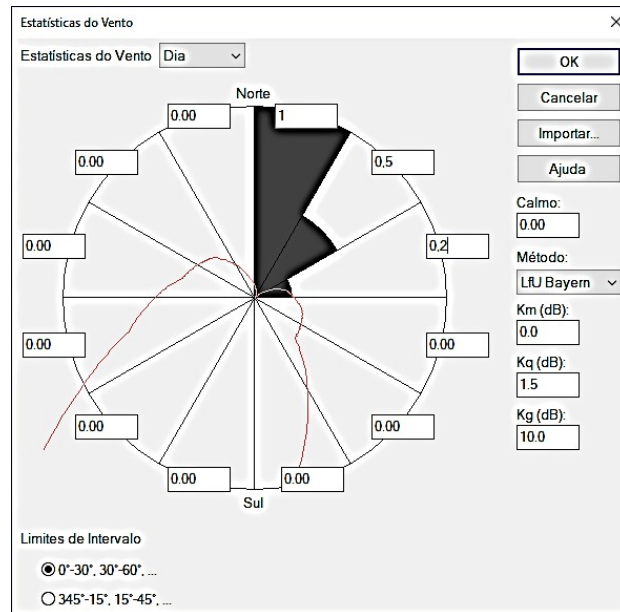 Estatísticas do Vento
Estatísticas do Vento Dia
OK
Cancelar
Importar...
Ajuda
Norte
0.00 1
0.00 0,5
0.00 0,2
0.00 0.00
0.00 0.00
0.00 0.00
Sul
Calmo:
0.00
Método:
LfU Bayern
Km (dB):
0.0
Kq (dB):
1.5
Kg (dB):
10.0
Limites de Intervalo
0°-30°, 30°-60°, ...
345°-15°, 15°-45°, ...